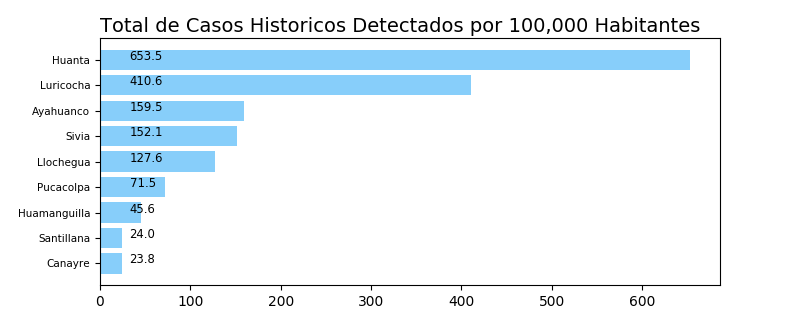 Total de Casos Historicos Detectados por 100,000 Habitantes
Huanta 653.5
Luricocha 410.6
Ayahuanco 159.5
Sivia 152.1
Llochegua 127.6
Pucacolpa 71.5
Huamanguilla 45.6
Santillana 24.0
Canayre 23.8
0 100 200 300 400 500 600